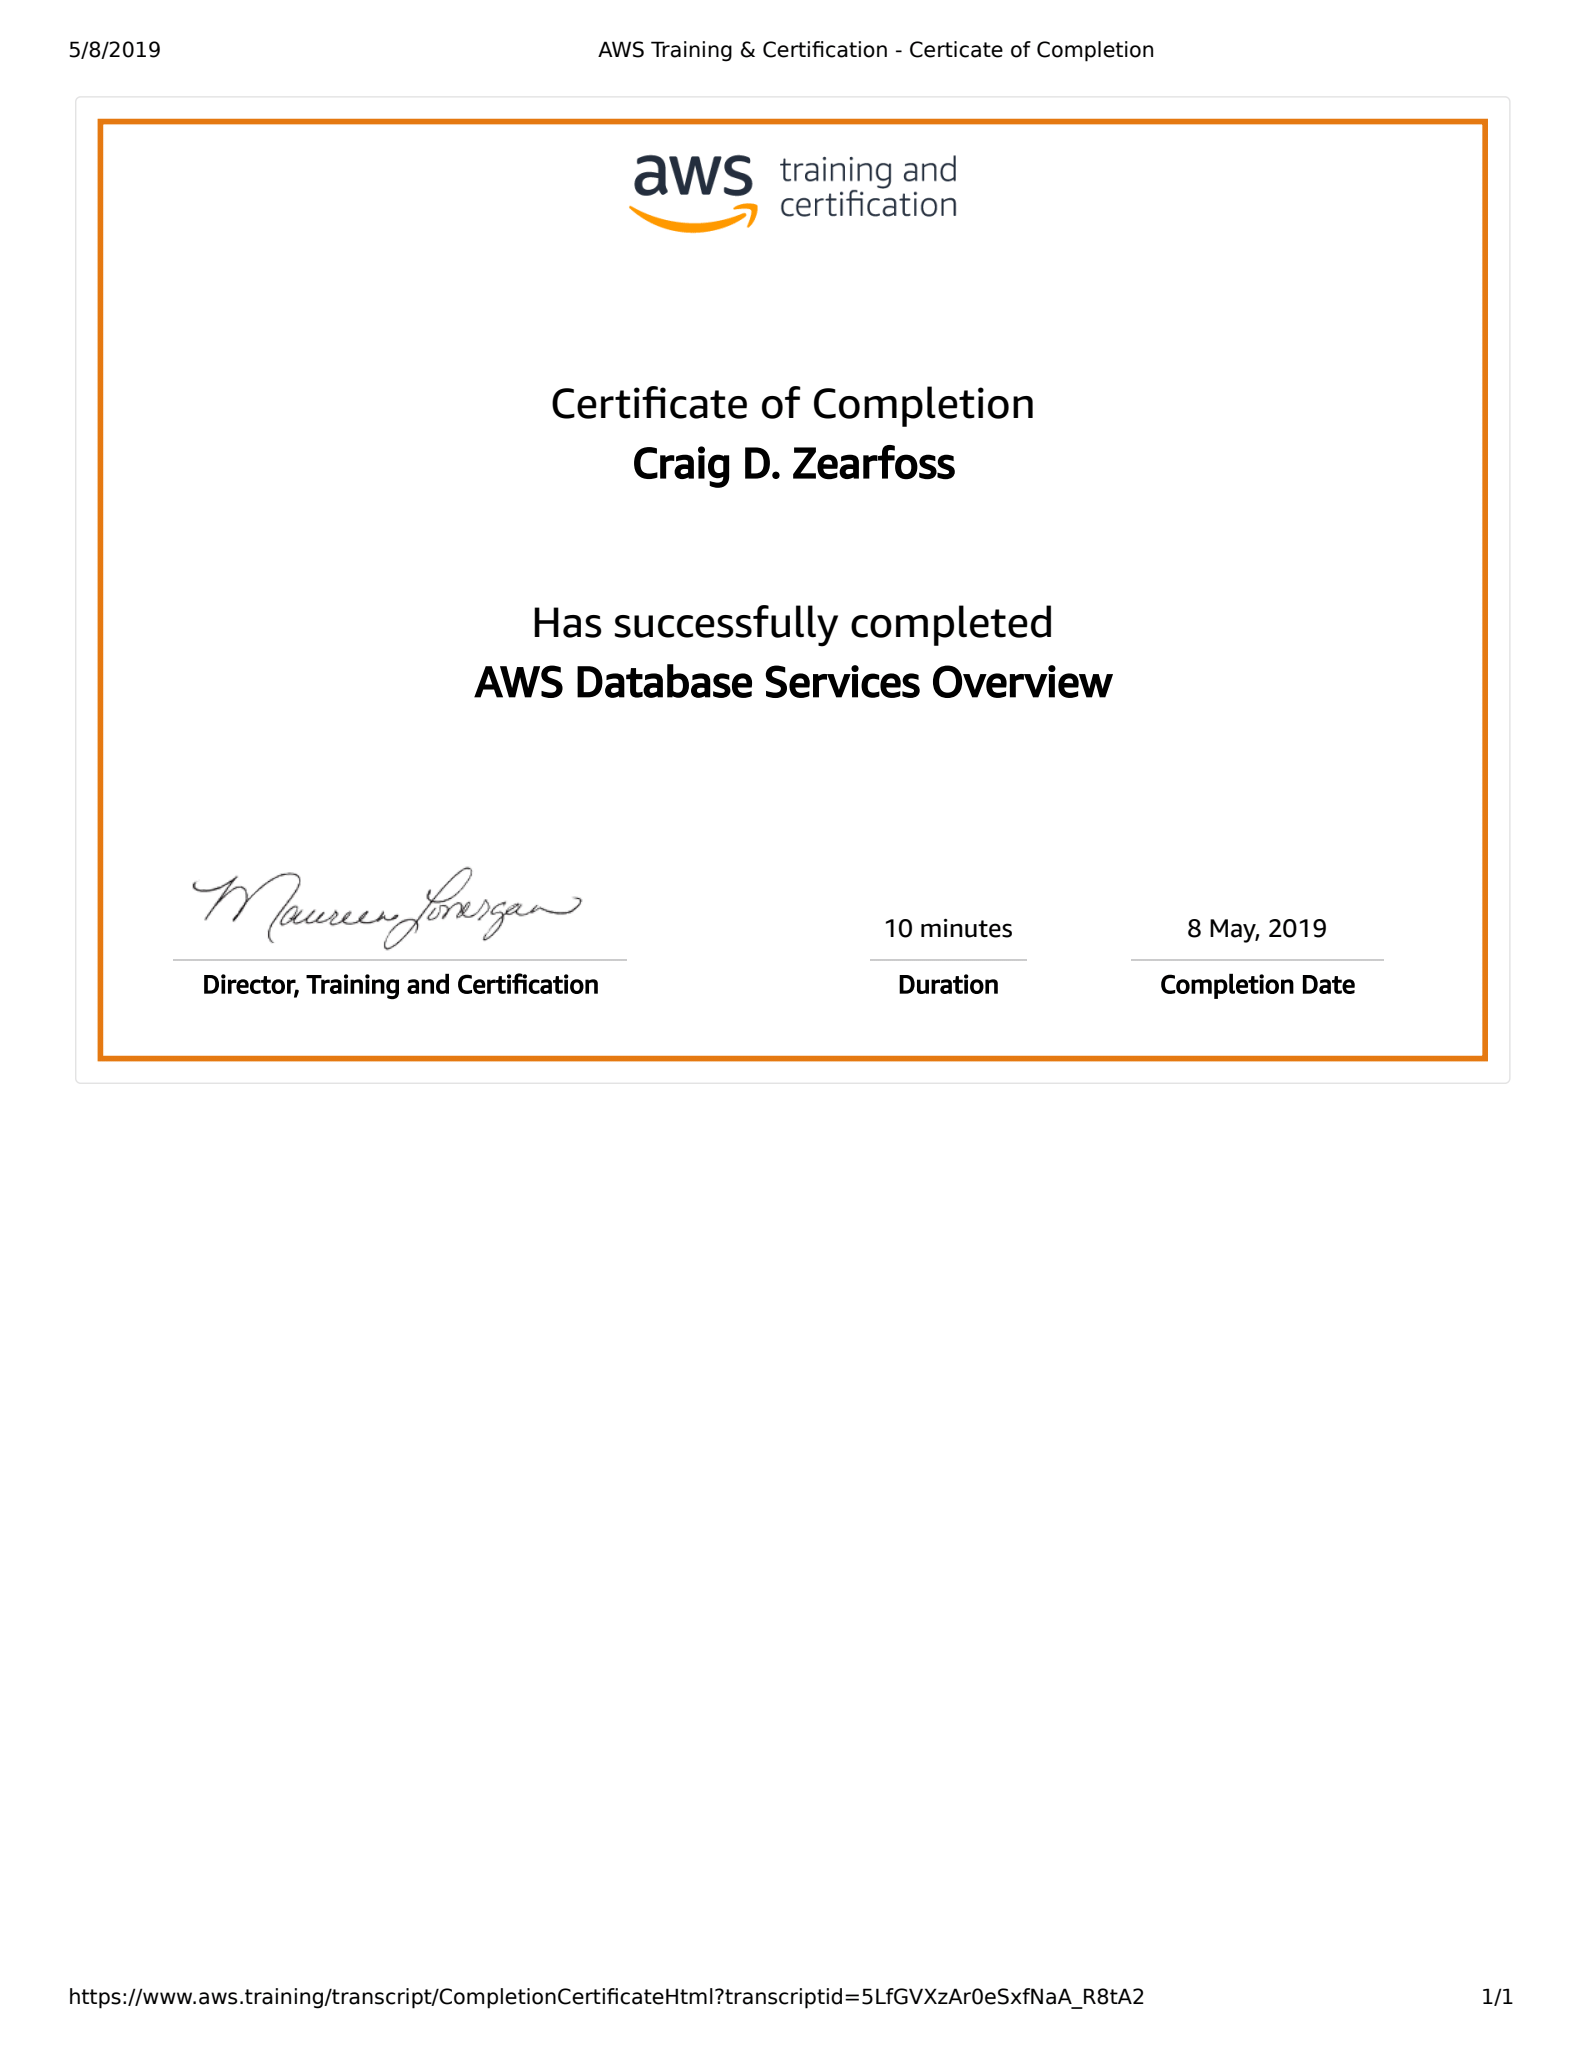 5/8/2019 AWS Training & Certification - Certicate of Completion
aws training and
certification
Certificate of Completion
Craig D. Zearfoss
Has successfully completed
AWS Database Services Overview
Maureen Lonergan
Director, Training and Certification
10 minutes
Duration
8 May, 2019
Completion Date
https://www.aws.training/transcript/CompletionCertificateHtml?transcriptid=5LfGVXzAr0eSxfNaA_R8tA2 1/1